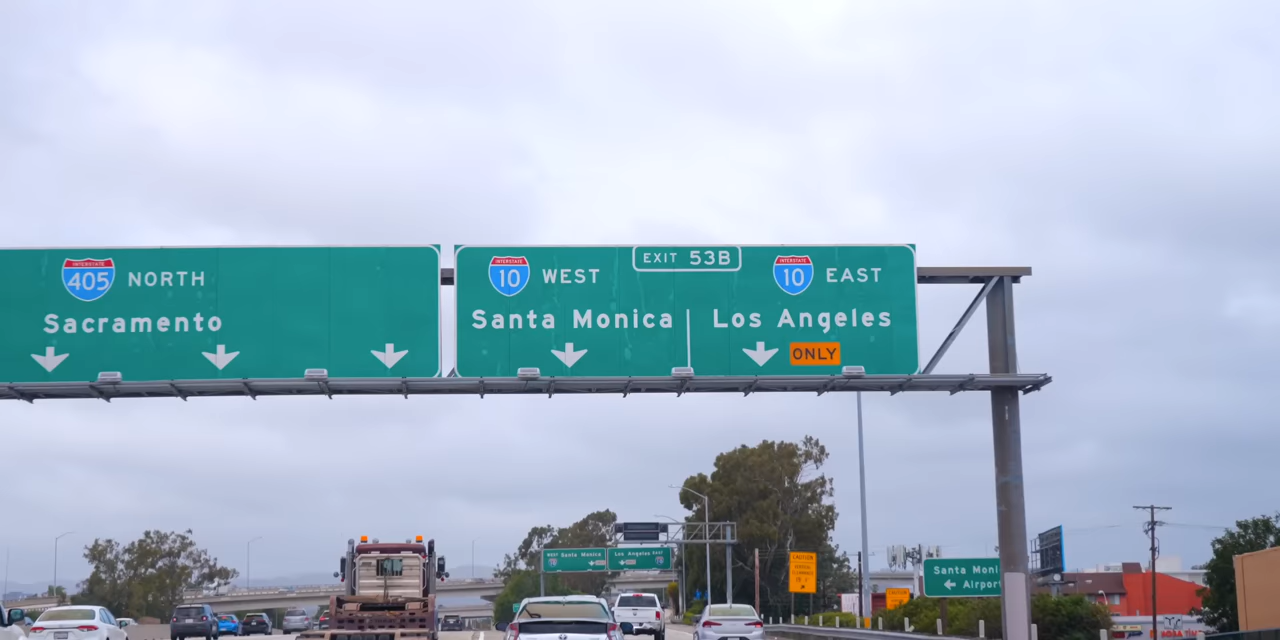 INTERSTATE
405 NORTH
Sacramento
EXIT 53B
INTERSTATE
10 WEST
Santa Monica
INTERSTATE
10 EAST
Los Angeles
ONLY
WEST Santa Monica
Los Angeles EAST
CAUTION
Santa Moni
← Airport